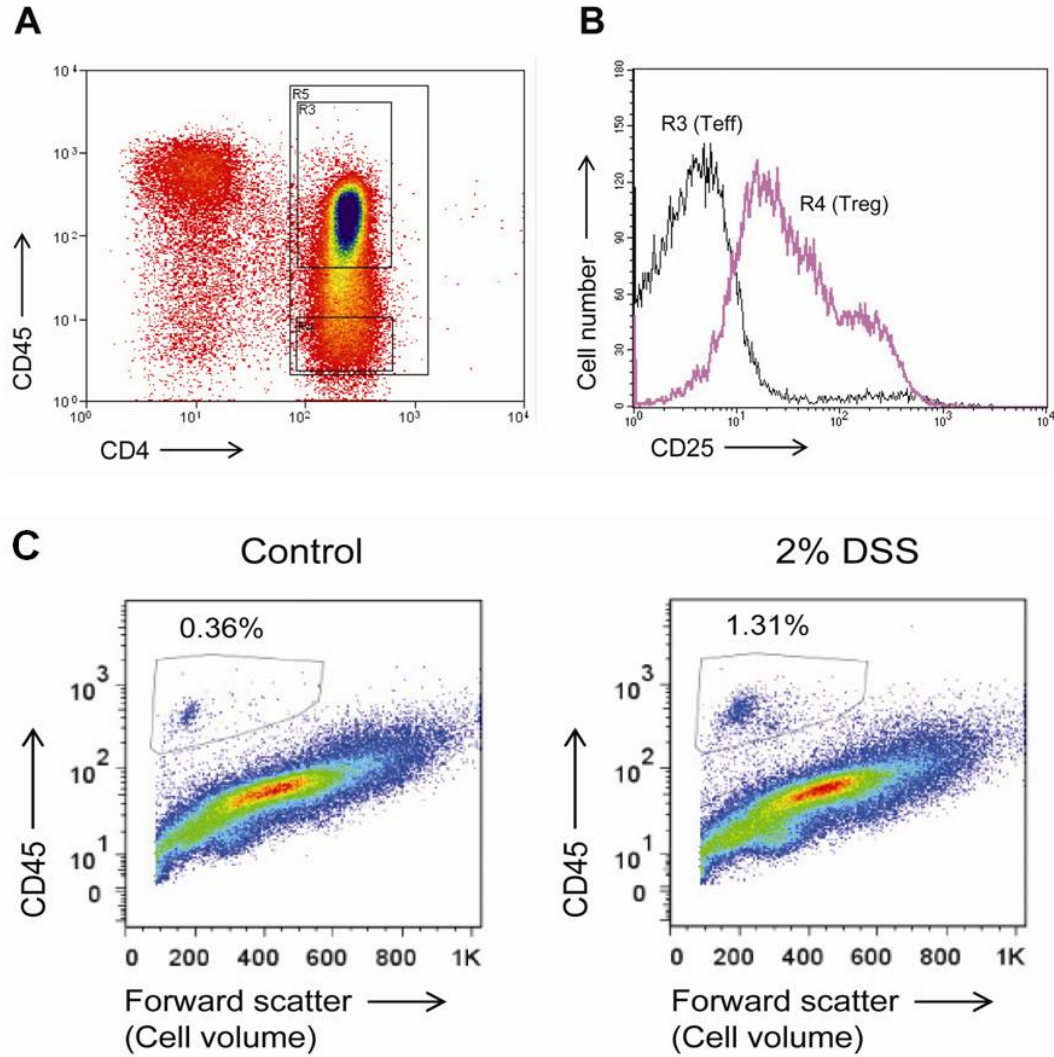 A
10⁴
10³
10²
10¹
10⁰
10⁰ 10¹ 10² 10³ 10⁴
CD45
CD4
R5
R3
R4
B
180
150
120
90
60
30
0
10⁰ 10¹ 10² 10³ 10⁴
Cell number
CD25
R3 (Teff)
R4 (Treg)
C
Control
0.36%
10³
10²
10¹
0
0 200 400 600 800 1K
CD45
Forward scatter
(Cell volume)
2% DSS
1.31%
10³
10²
10¹
0
0 200 400 600 800 1K
CD45
Forward scatter
(Cell volume)